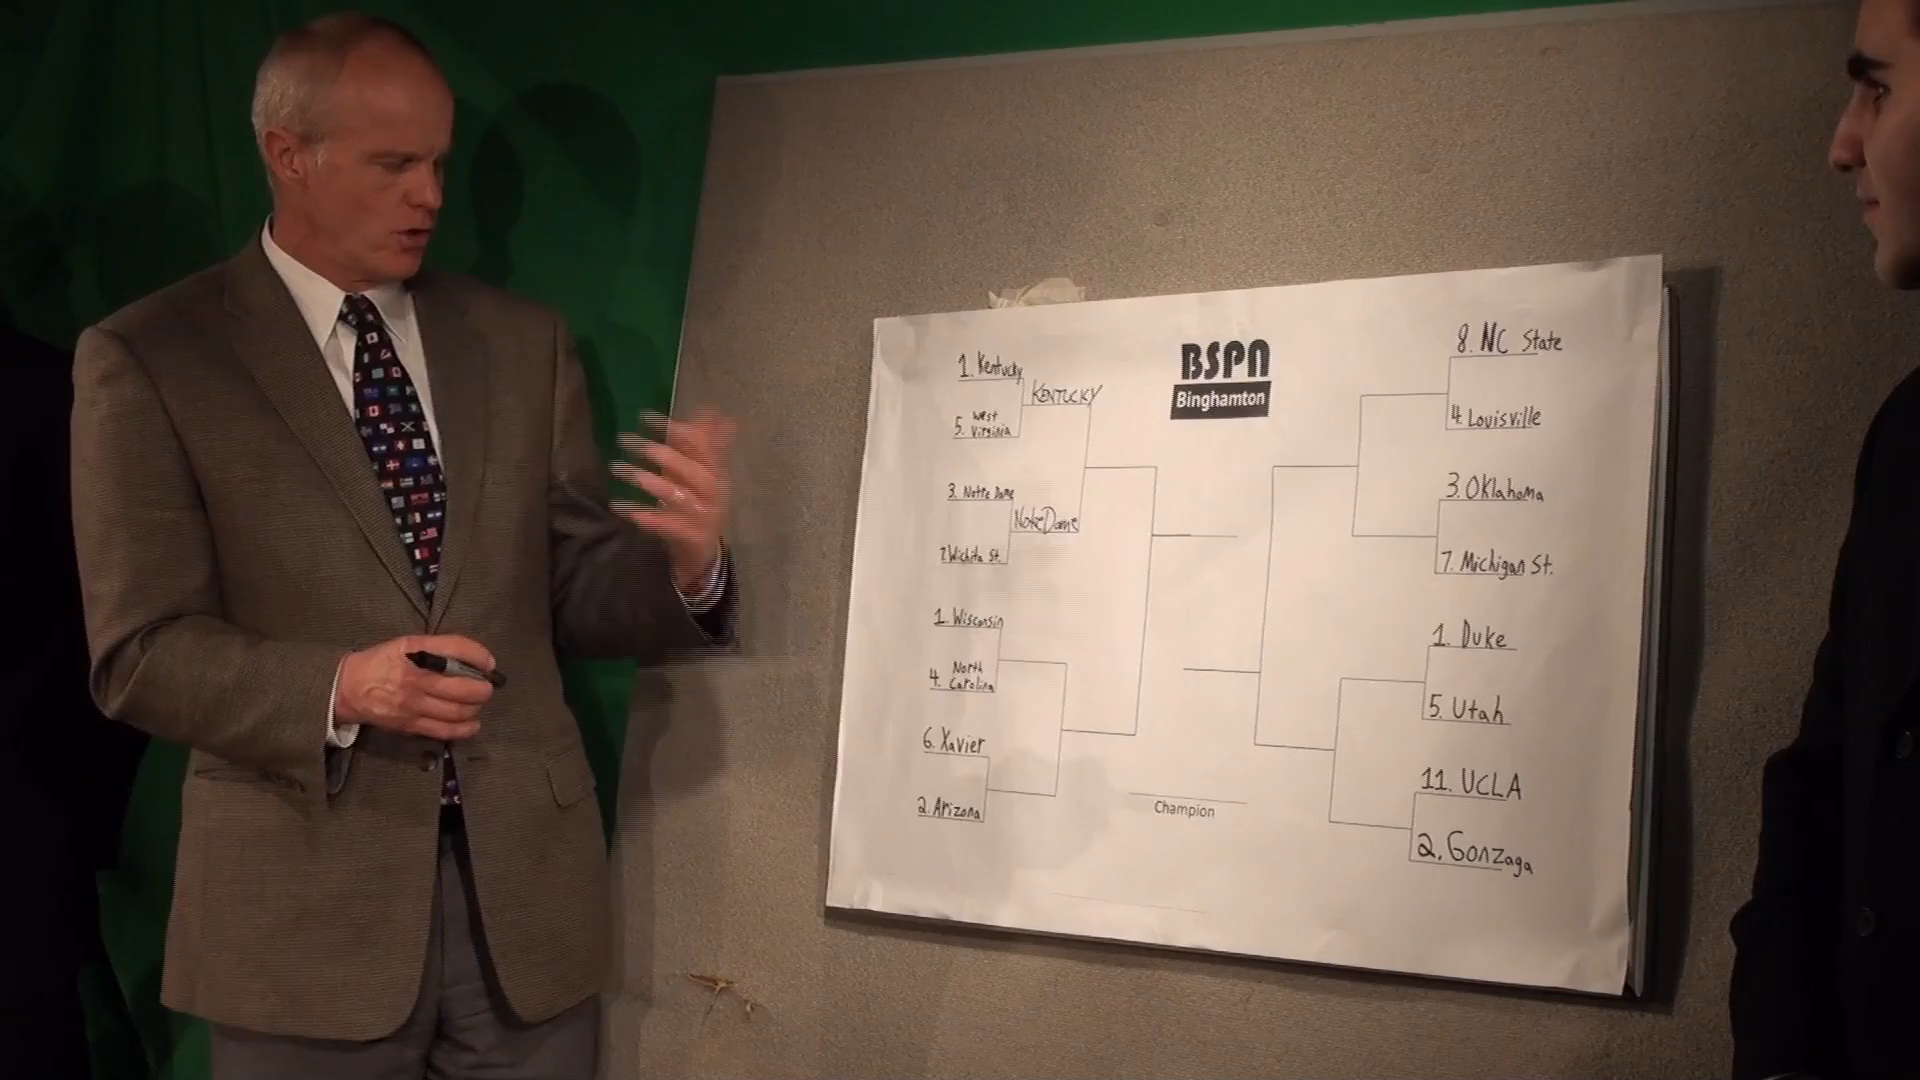 1. Kentucky
KENTUCKY
5. West
Virginia
3. Notre Dame
Notre Dame
7. Wichita St.
1. Wisconsin
4. North
Carolina
6. Xavier
2. Arizona
BSPN
Binghamton
Champion
8. NC State
4. Louisville
3. Oklahoma
7. Michigan St.
1. Duke
5. Utah
11. UCLA
2. Gonzaga